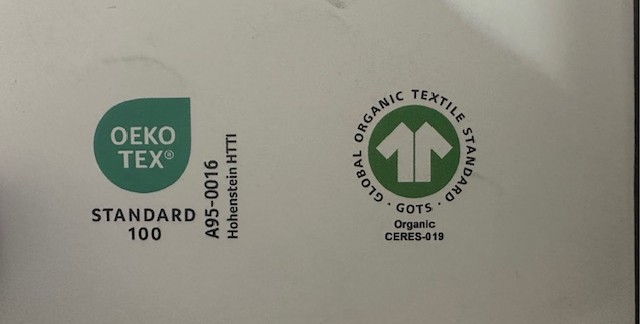 OEKO
TEX®
STANDARD
100
A95-0016
Hohenstein HTTI
GLOBAL ORGANIC TEXTILE STANDARD
· GOTS ·
Organic
CERES-019